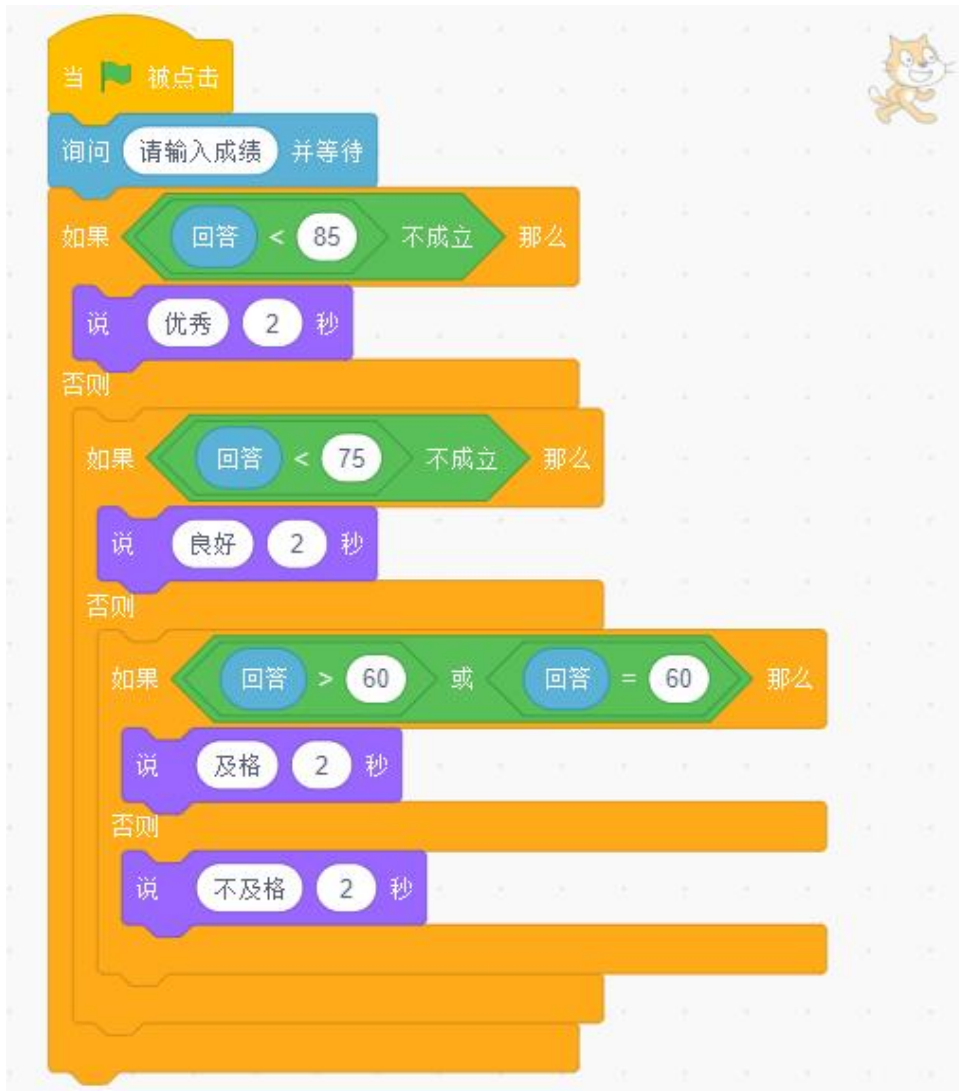 当 被点击
询问 请输入成绩 并等待
如果 回答 < 85 不成立 那么
说 优秀 2 秒
否则
如果 回答 < 75 不成立 那么
说 良好 2 秒
否则
如果 回答 > 60 或 回答 = 60 那么
说 及格 2 秒
否则
说 不及格 2 秒